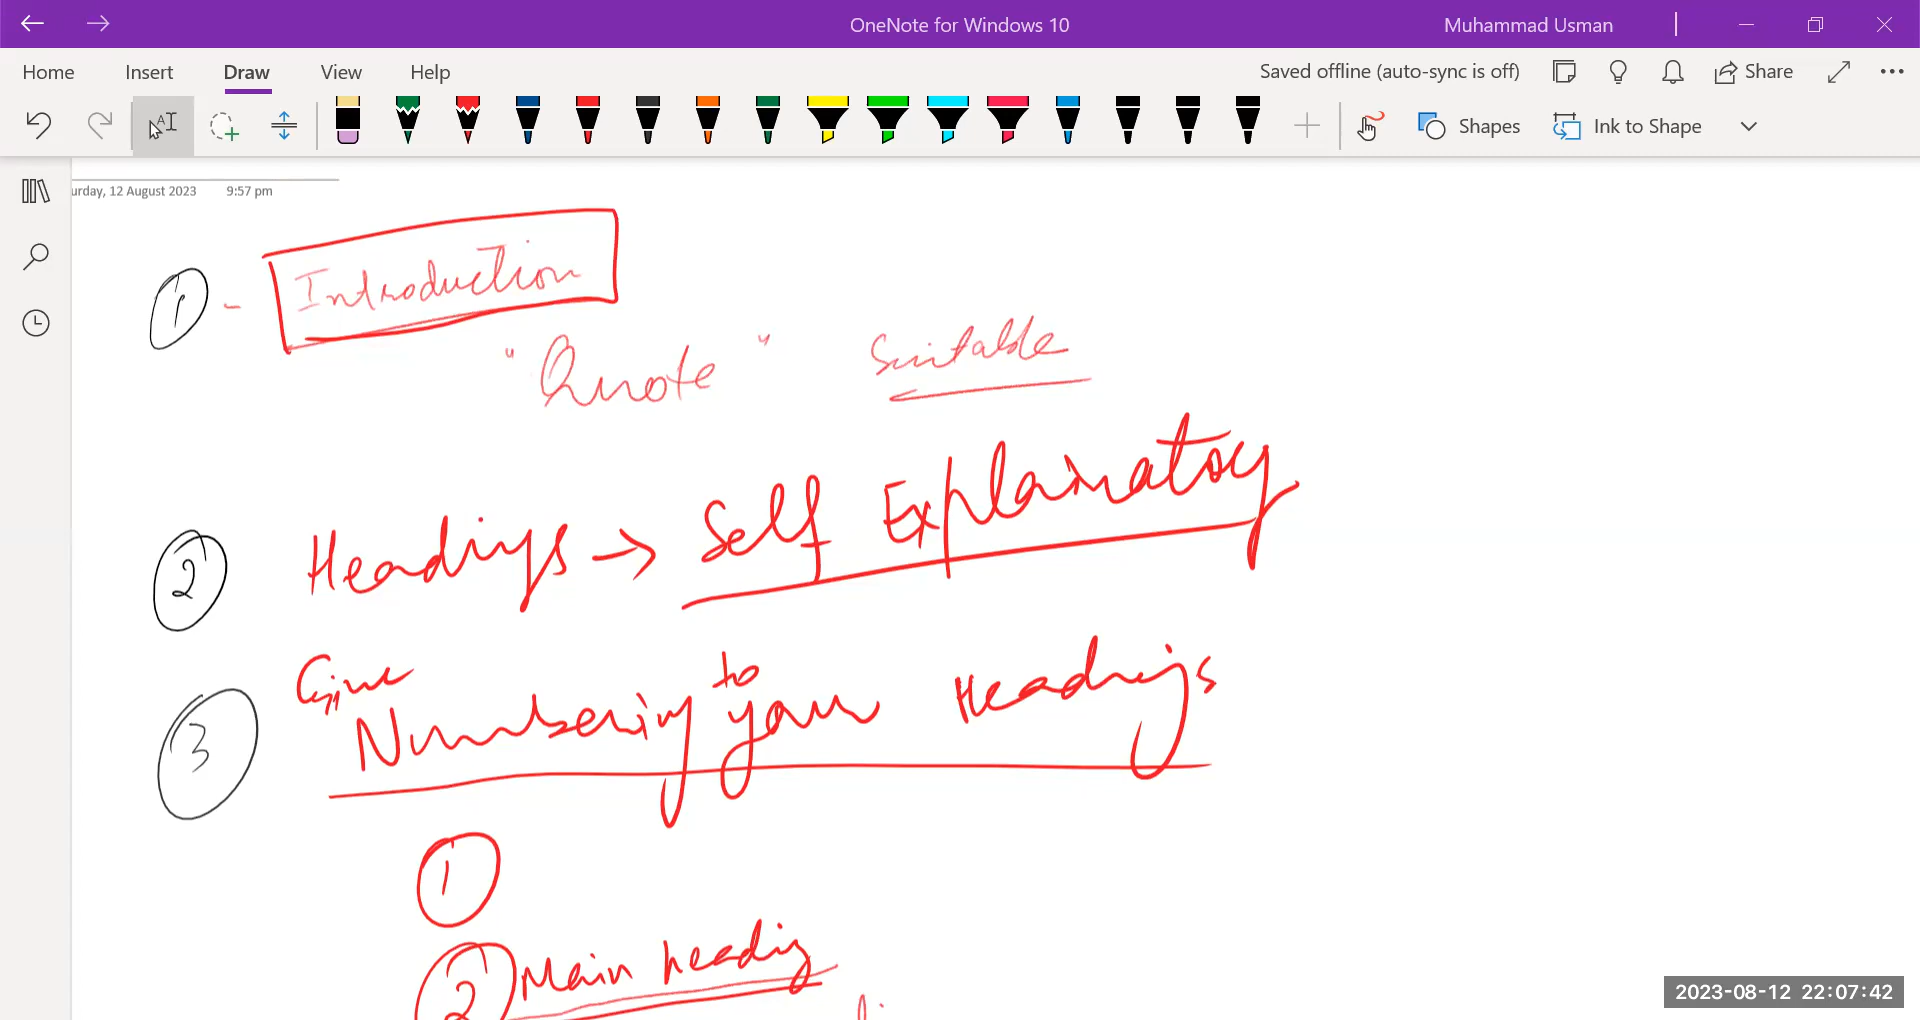 OneNote for Windows 10
Muhammad Usman
Home Insert Draw View Help
Saved offline (auto-sync is off) Share
Shapes Ink to Shape
urday, 12 August 2023 9:57 pm
1 - Introduction
"Quote" Suitable
2 Headings → Self Explainatory
3 Give Numbering to your Headings
1
2 Main heading
2023-08-12 22:07:42